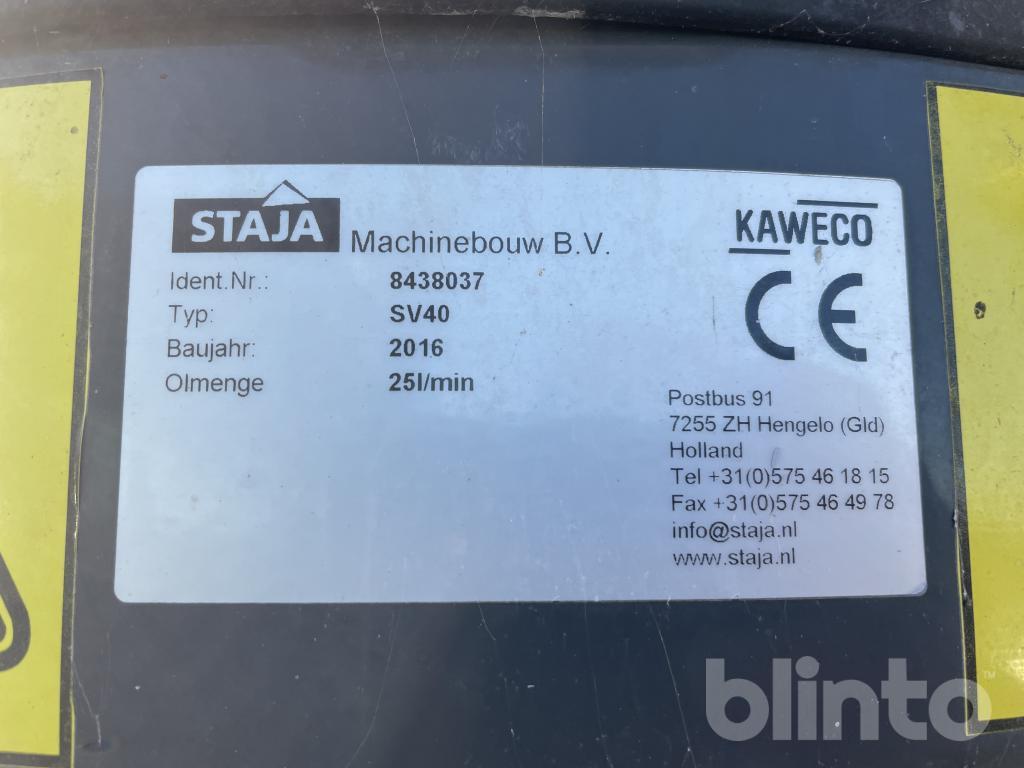 STAJA Machinebouw B.V.
KAWECO
CE
Ident.Nr.: 8438037
Typ: SV40
Baujahr: 2016
Olmenge 25l/min
Postbus 91
7255 ZH Hengelo (Gld)
Holland
Tel +31(0)575 46 18 15
Fax +31(0)575 46 49 78
info@staja.nl
www.staja.nl
blinto™